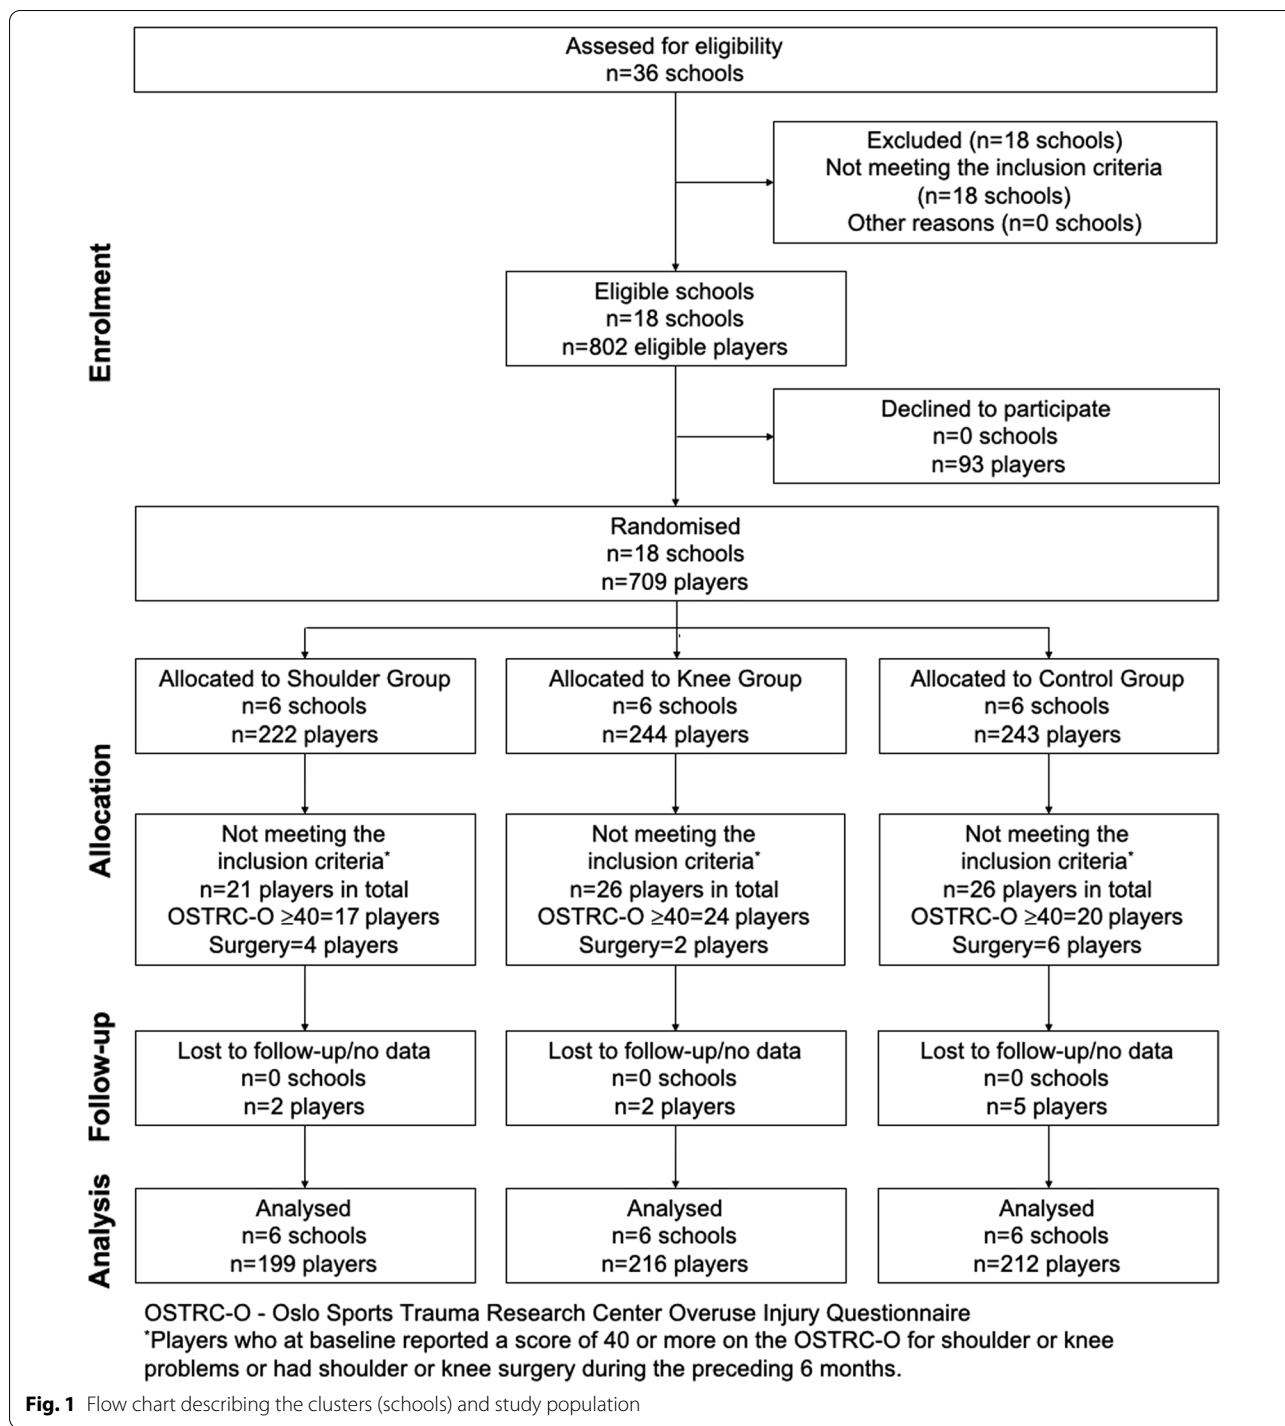 Assesed for eligibility
n=36 schools
Excluded (n=18 schools)
Not meeting the inclusion criteria
(n=18 schools)
Other reasons (n=0 schools)
Enrolment
Eligible schools
n=18 schools
n=802 eligible players
Declined to participate
n=0 schools
n=93 players
Randomised
n=18 schools
n=709 players
Allocation
Allocated to Shoulder Group
n=6 schools
n=222 players
Allocated to Knee Group
n=6 schools
n=244 players
Allocated to Control Group
n=6 schools
n=243 players
Not meeting the
inclusion criteria*
n=21 players in total
OSTRC-O ≥40=17 players
Surgery=4 players
Not meeting the
inclusion criteria*
n=26 players in total
OSTRC-O ≥40=24 players
Surgery=2 players
Not meeting the
inclusion criteria*
n=26 players in total
OSTRC-O ≥40=20 players
Surgery=6 players
Follow-up
Lost to follow-up/no data
n=0 schools
n=2 players
Lost to follow-up/no data
n=0 schools
n=2 players
Lost to follow-up/no data
n=0 schools
n=5 players
Analysis
Analysed
n=6 schools
n=199 players
Analysed
n=6 schools
n=216 players
Analysed
n=6 schools
n=212 players
OSTRC-O - Oslo Sports Trauma Research Center Overuse Injury Questionnaire
*Players who at baseline reported a score of 40 or more on the OSTRC-O for shoulder or knee
problems or had shoulder or knee surgery during the preceding 6 months.
Fig. 1 Flow chart describing the clusters (schools) and study population